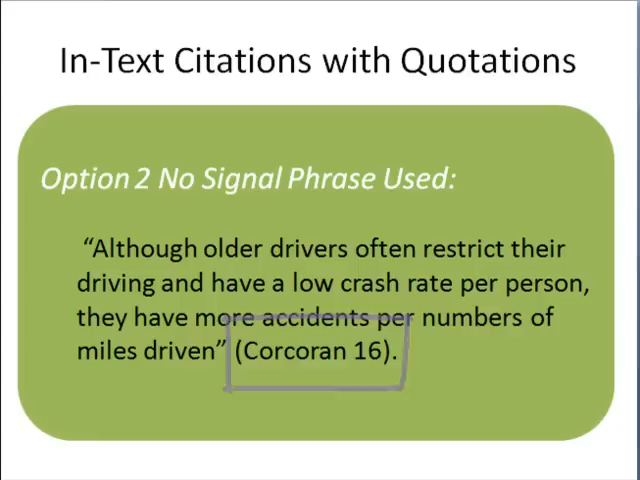 In-Text Citations with Quotations
Option 2 No Signal Phrase Used:
“Although older drivers often restrict their
driving and have a low crash rate per person,
they have more accidents per numbers of
miles driven” (Corcoran 16).